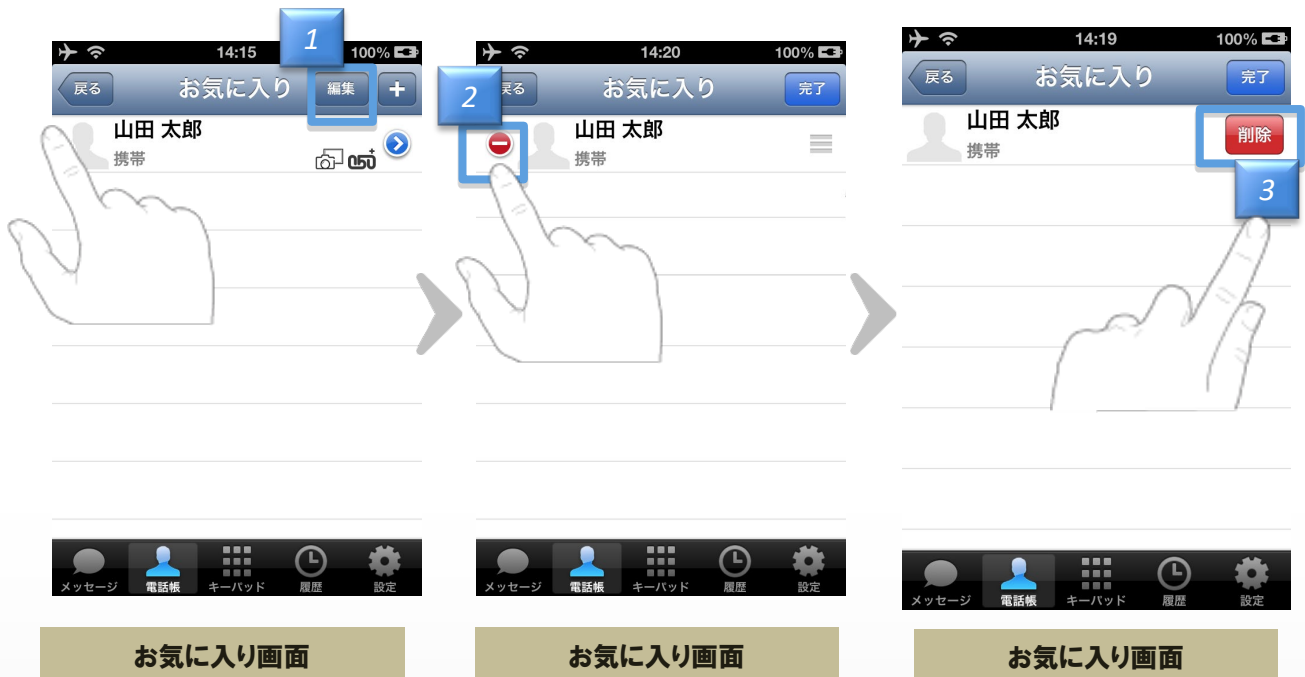 1
14:15
100%
戻る
お気に入り
編集
+
山田 太郎
携帯
050+
メッセージ
電話帳
キーパッド
履歴
設定
お気に入り画面
2
14:20
100%
戻る
お気に入り
完了
山田 太郎
携帯
メッセージ
電話帳
キーパッド
履歴
設定
お気に入り画面
14:19
100%
戻る
お気に入り
完了
山田 太郎
携帯
削除
3
メッセージ
電話帳
キーパッド
履歴
設定
お気に入り画面